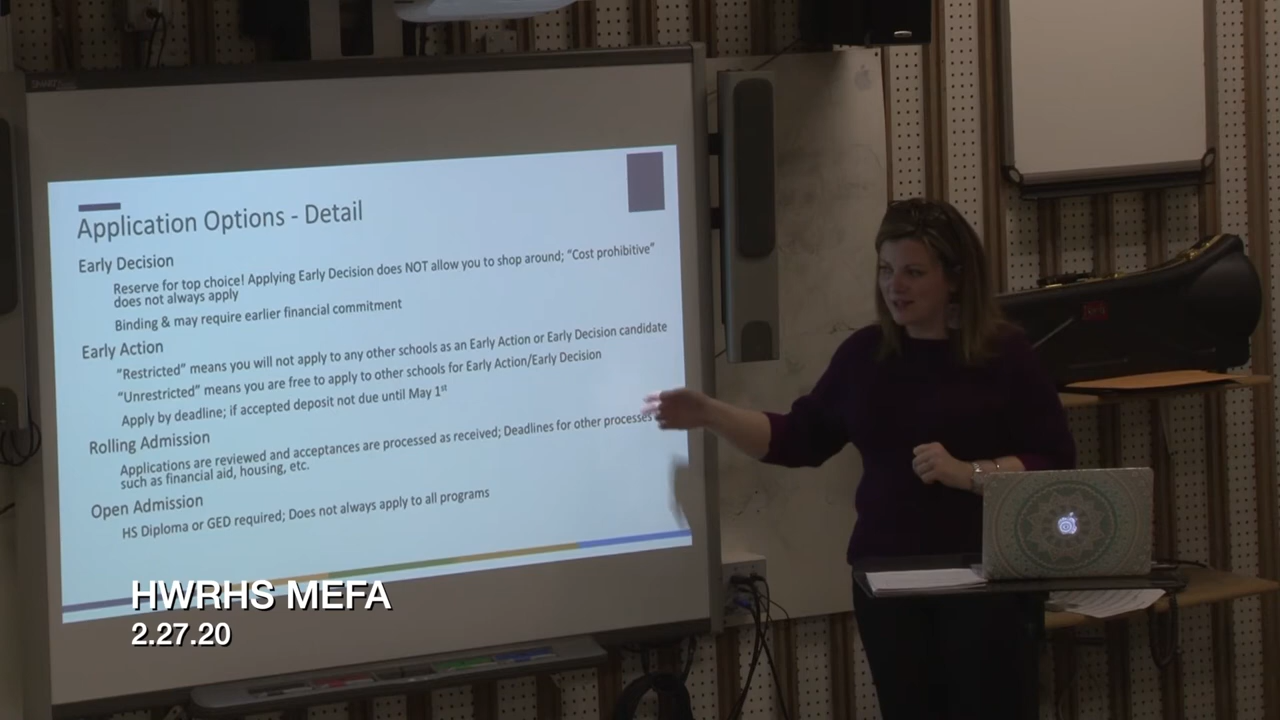 Application Options - Detail
Early Decision
Reserve for top choice! Applying Early Decision does NOT allow you to shop around; "Cost prohibitive"
does not always apply
Binding & may require earlier financial commitment
Early Action
"Restricted" means you will not apply to any other schools as an Early Action or Early Decision candidate
"Unrestricted" means you are free to apply to other schools for Early Action/Early Decision
Apply by deadline; if accepted deposit not due until May 1st
Rolling Admission
Applications are reviewed and acceptances are processed as received; Deadlines for other processes
such as financial aid, housing, etc.
Open Admission
HS Diploma or GED required; Does not always apply to all programs
HWRHS MEFA
2.27.20